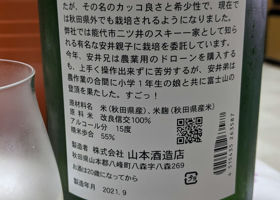 たが、その名のカッコ良さと希少性で、現在
では秋田県外でも栽培されるようになりました。
弊社では能代市二ツ井のスキー家として知
られる有名な安井親子に栽培を委託しています。
今年、安井兄は農業用のドローンを購入する
も、上手く操作出来ずに苦労するが、安井弟は
農作業の合間に小学1年生の娘と共に富士山の
登頂を果たした。すごっ!
原材料 米(秋田県産)、米麹(秋田県産米)
原料米 改良信交100%
アルコール分 15度
精米歩合 55%
製造者 株式会社 山本酒造店
秋田県山本郡八峰町八森字八森269
お酒は20歳になってから
製造年月 2021. 9